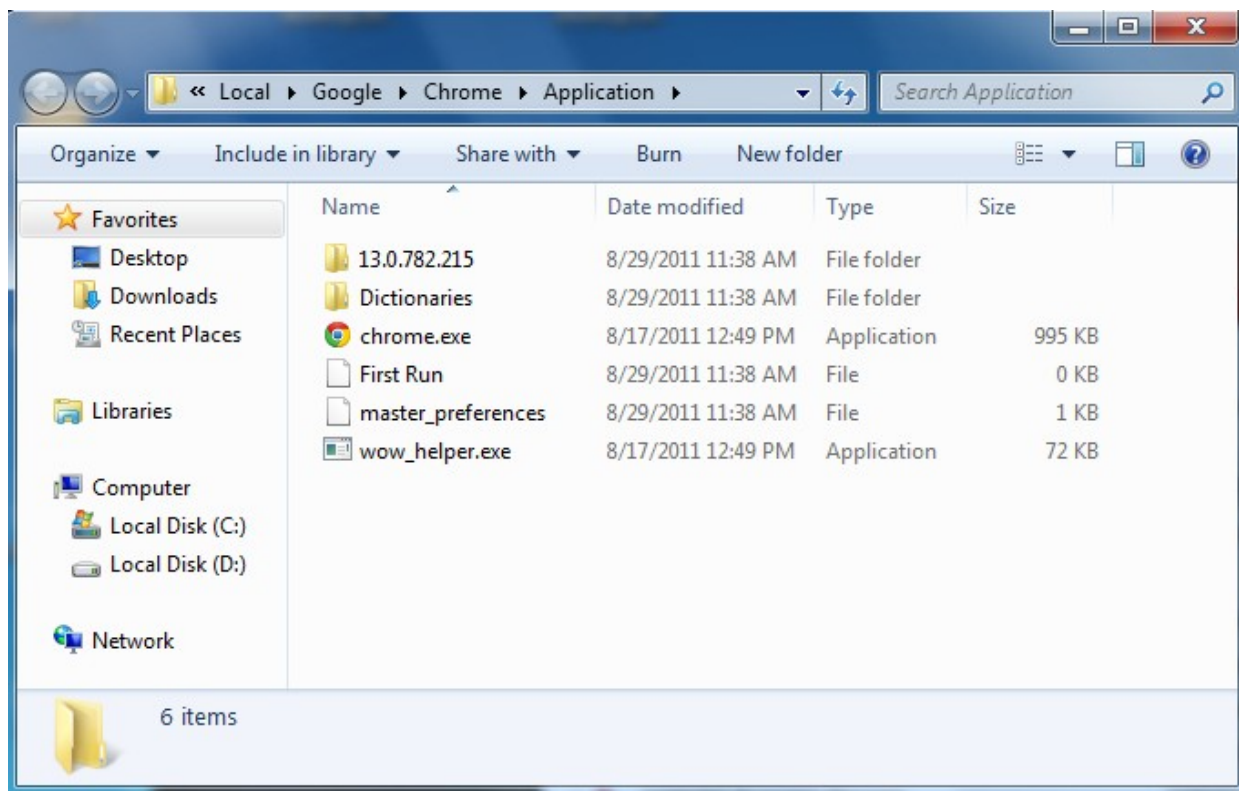 « Local ▸ Google ▸ Chrome ▸ Application ▸ Search Application
Organize ▾ Include in library ▾ Share with ▾ Burn New folder
Favorites
Desktop
Downloads
Recent Places
Libraries
Computer
Local Disk (C:)
Local Disk (D:)
Network
Name Date modified Type Size
13.0.782.215 8/29/2011 11:38 AM File folder
Dictionaries 8/29/2011 11:38 AM File folder
chrome.exe 8/17/2011 12:49 PM Application 995 KB
First Run 8/29/2011 11:38 AM File 0 KB
master_preferences 8/29/2011 11:38 AM File 1 KB
wow_helper.exe 8/17/2011 12:49 PM Application 72 KB
6 items